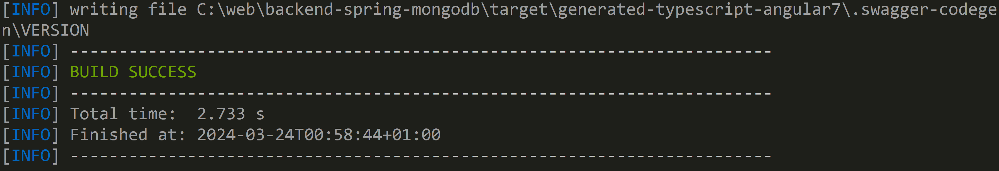 [INFO] writing file C:\web\backend-spring-mongodb\target\generated-typescript-angular7\.swagger-codege
n\VERSION
[INFO] ------------------------------------------------------------------------
[INFO] BUILD SUCCESS
[INFO] ------------------------------------------------------------------------
[INFO] Total time:  2.733 s
[INFO] Finished at: 2024-03-24T00:58:44+01:00
[INFO] ------------------------------------------------------------------------